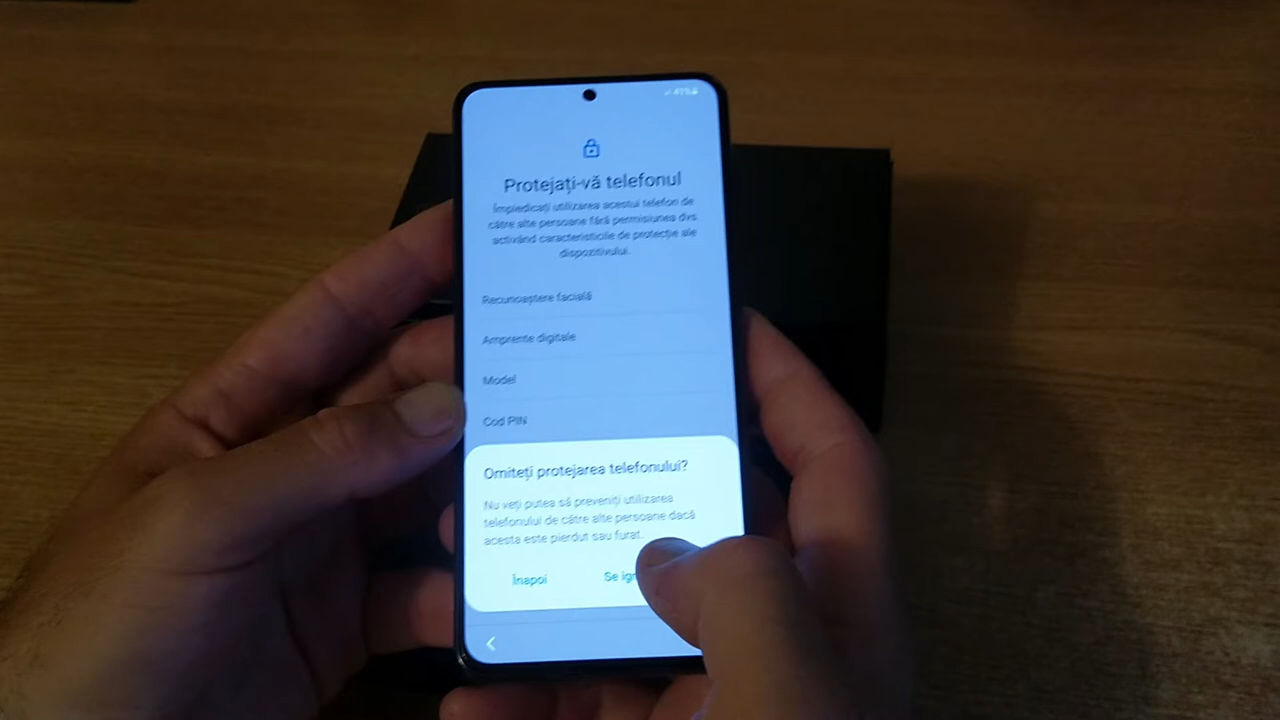 Protejați-vă telefonul
Împiedicați utilizarea acestui telefon de
către alte persoane fără permisiunea dvs.
activând caracteristicile de protecție ale
dispozitivului.
Recunoaștere facială
Amprente digitale
Model
Cod PIN
Omiteți protejarea telefonului?
Nu veți putea să preveniți utilizarea
telefonului de către alte persoane dacă
acesta este pierdut sau furat.
Înapoi
Se